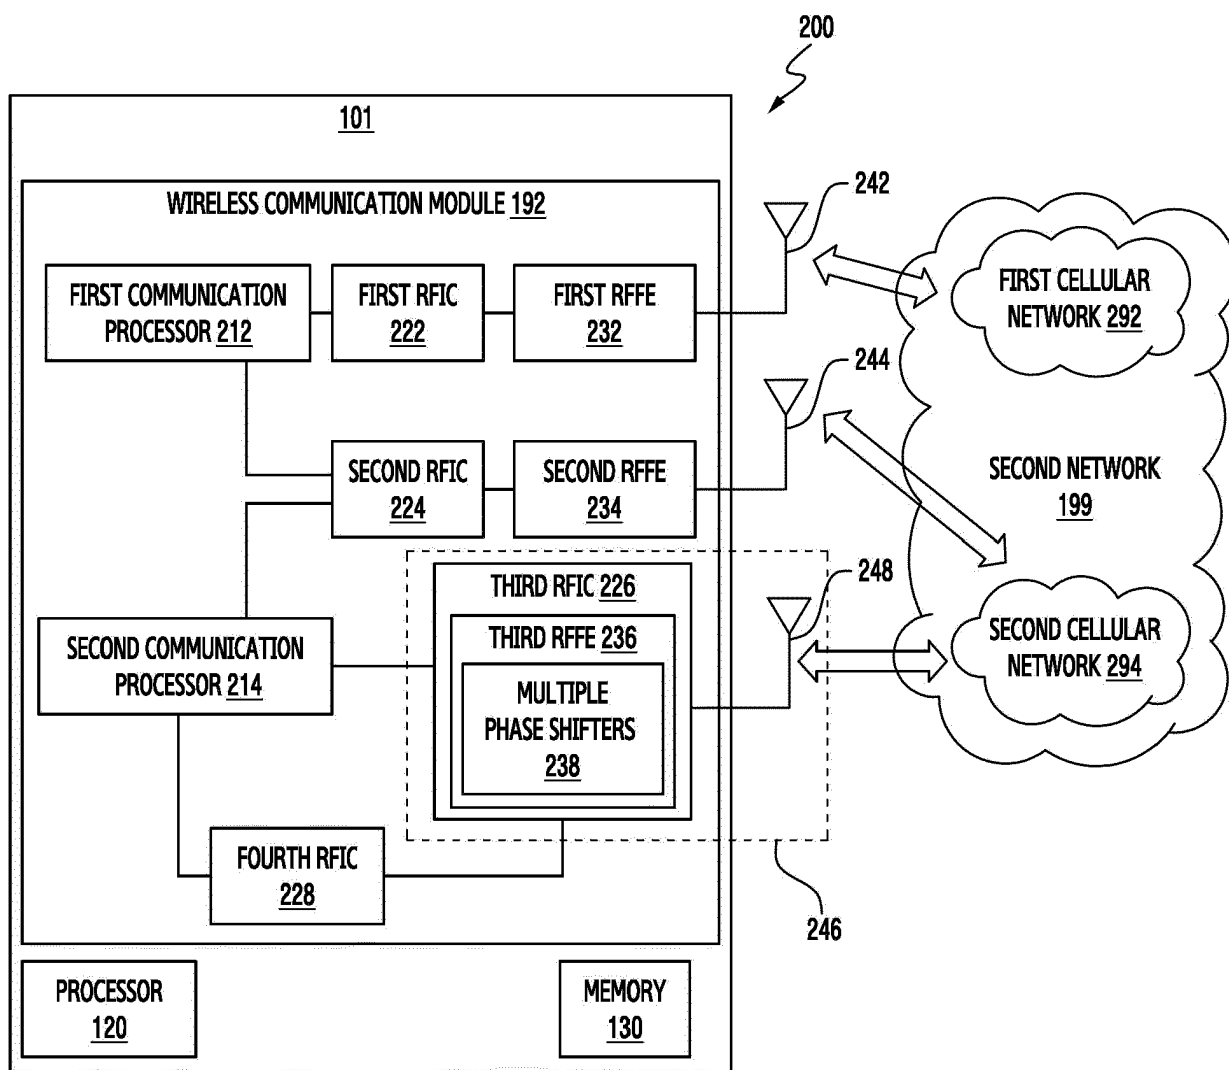 200
101
WIRELESS COMMUNICATION MODULE 192
242
FIRST COMMUNICATION
PROCESSOR 212
FIRST RFIC
222
FIRST RFFE
232
FIRST CELLULAR
NETWORK 292
244
SECOND RFIC
224
SECOND RFFE
234
SECOND NETWORK
199
248
THIRD RFIC 226
SECOND COMMUNICATION
PROCESSOR 214
THIRD RFFE 236
MULTIPLE
PHASE SHIFTERS
238
SECOND CELLULAR
NETWORK 294
FOURTH RFIC
228
246
PROCESSOR
120
MEMORY
130